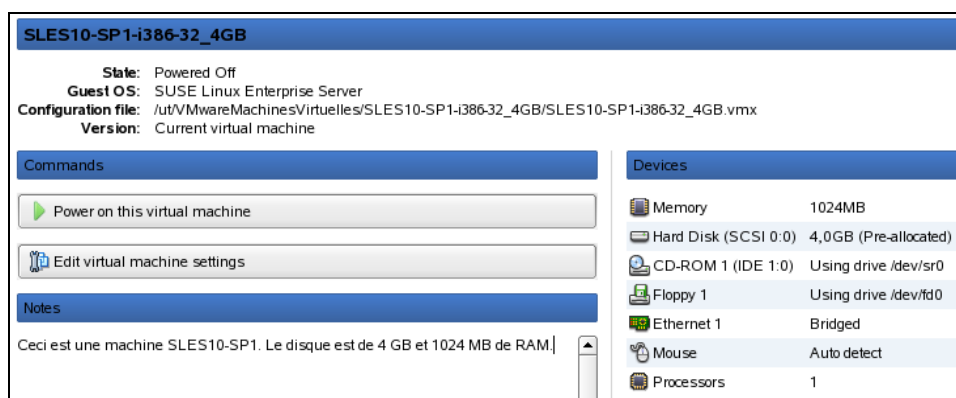 SLES10-SP1-i386-32_4GB
State: Powered Off
Guest OS: SUSE Linux Enterprise Server
Configuration file: /ut/VMwareMachinesVirtuelles/SLES10-SP1-i386-32_4GB/SLES10-SP1-i386-32_4GB.vmx
Version: Current virtual machine
Commands
Power on this virtual machine
Edit virtual machine settings
Notes
Ceci est une machine SLES10-SP1. Le disque est de 4 GB et 1024 MB de RAM.
Devices
Memory 1024MB
Hard Disk (SCSI 0:0) 4,0GB (Pre-allocated)
CD-ROM 1 (IDE 1:0) Using drive /dev/sr0
Floppy 1 Using drive /dev/fd0
Ethernet 1 Bridged
Mouse Auto detect
Processors 1